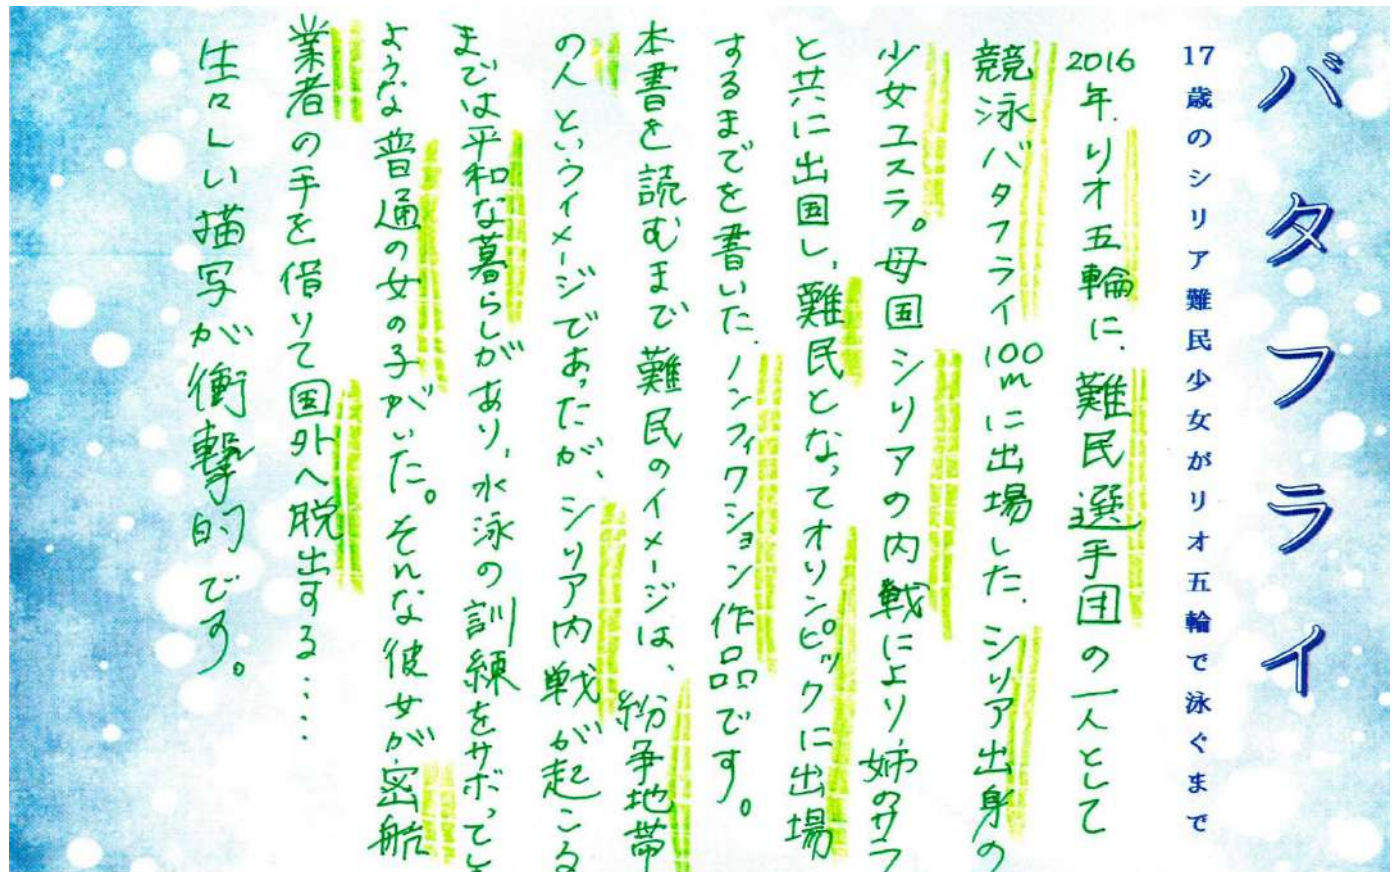 バタフライ
17歳のシリア難民少女がリオ五輪で泳ぐまで
2016年、リオ五輪に、難民選手団の一人として
競泳バタフライ100mに出場した、シリア出身の
少女ユスラ。母国シリアの内戦により、姉のサラ
と共に出国し、難民となってオリンピックに出場
するまでを書いた、ノンフィクション作品です。
本書を読むまで難民のイメージは、紛争地帯
の人というイメージであったが、シリア内戦が起こる
までは平和な暮らしがあり、水泳の訓練をサボってし
ような普通の女の子がいた。そんな彼女が、密航
業者の手を借りて国外へ脱出する‥‥
生々しい描写が衝撃的です。